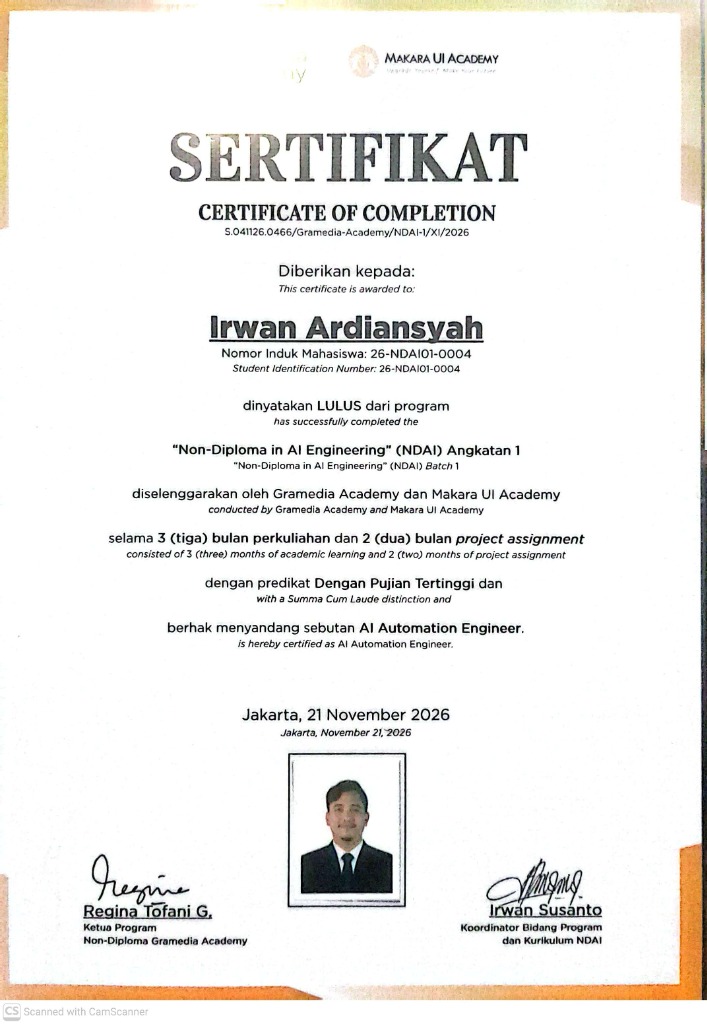 MAKARA UI ACADEMY
SERTIFIKAT
CERTIFICATE OF COMPLETION
S.041126.0466/Gramedia-Academy/NDAI-1/XI/2026
Diberikan kepada:
This certificate is awarded to:
Irwan Ardiansyah
Nomor Induk Mahasiswa: 26-NDAI01-0004
Student Identification Number: 26-NDAI01-0004
dinyatakan LULUS dari program
has successfully completed the
"Non-Diploma in AI Engineering" (NDAI) Angkatan 1
"Non-Diploma in AI Engineering" (NDAI) Batch 1
diselenggarakan oleh Gramedia Academy dan Makara UI Academy
conducted by Gramedia Academy and Makara UI Academy
selama 3 (tiga) bulan perkuliahan dan 2 (dua) bulan project assignment
consisted of 3 (three) months of academic learning and 2 (two) months of project assignment
dengan predikat Dengan Pujian Tertinggi dan
with a Summa Cum Laude distinction and
berhak menyandang sebutan AI Automation Engineer.
is hereby certified as AI Automation Engineer.
Jakarta, 21 November 2026
Jakarta, November 21, 2026
Regina
Regina Tofani G.
Ketua Program
Non-Diploma Gramedia Academy
Irwan Susanto
Koordinator Bidang Program
dan Kurikulum NDAI
CS Scanned with CamScanner